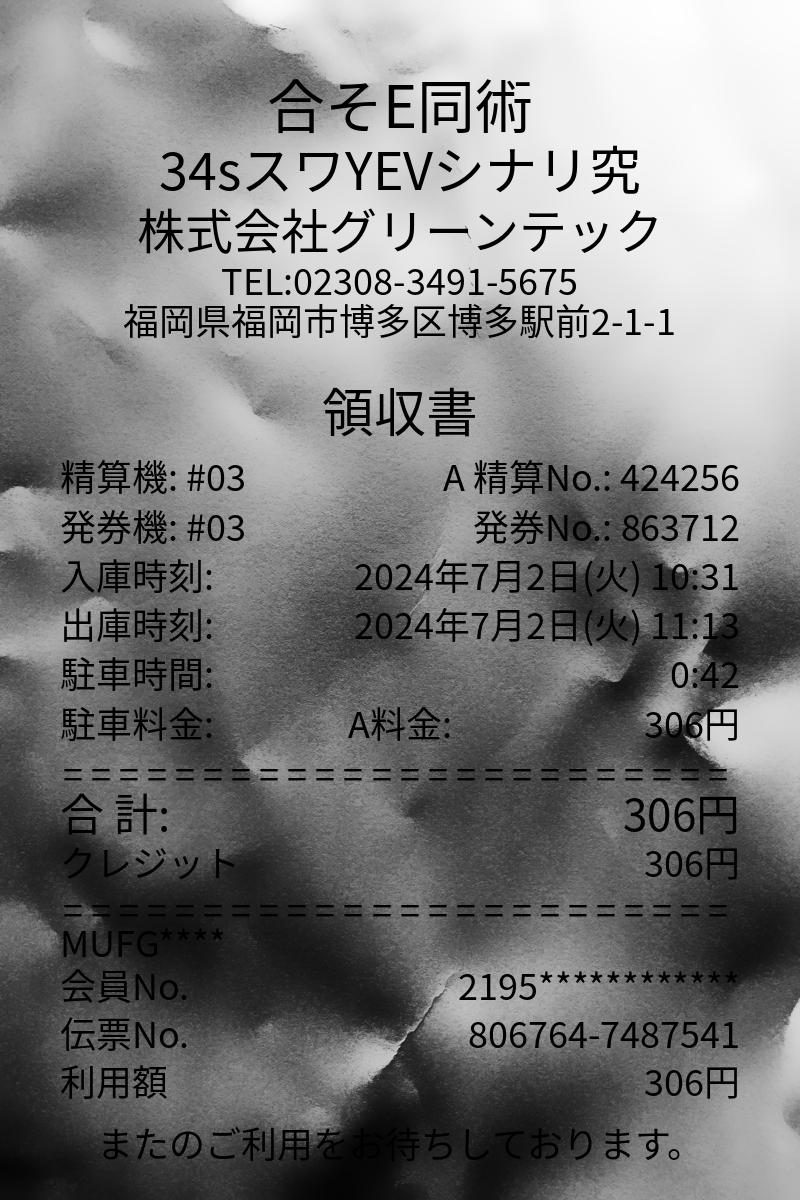 合そE同術
34sスワYEVシナリ究
株式会社グリーンテック
TEL:02308-3491-5675
福岡県福岡市博多区博多駅前2-1-1
領収書
精算機: #03 A 精算No.: 424256
発券機: #03 発券No.: 863712
入庫時刻: 2024年7月2日(火) 10:31
出庫時刻: 2024年7月2日(火) 11:13
駐車時間: 0:42
駐車料金: A料金: 306円
========================
合 計: 306円
クレジット 306円
========================
MUFG****
会員No. 2195************
伝票No. 806764-7487541
利用額 306円
またのご利用をお待ちしております。